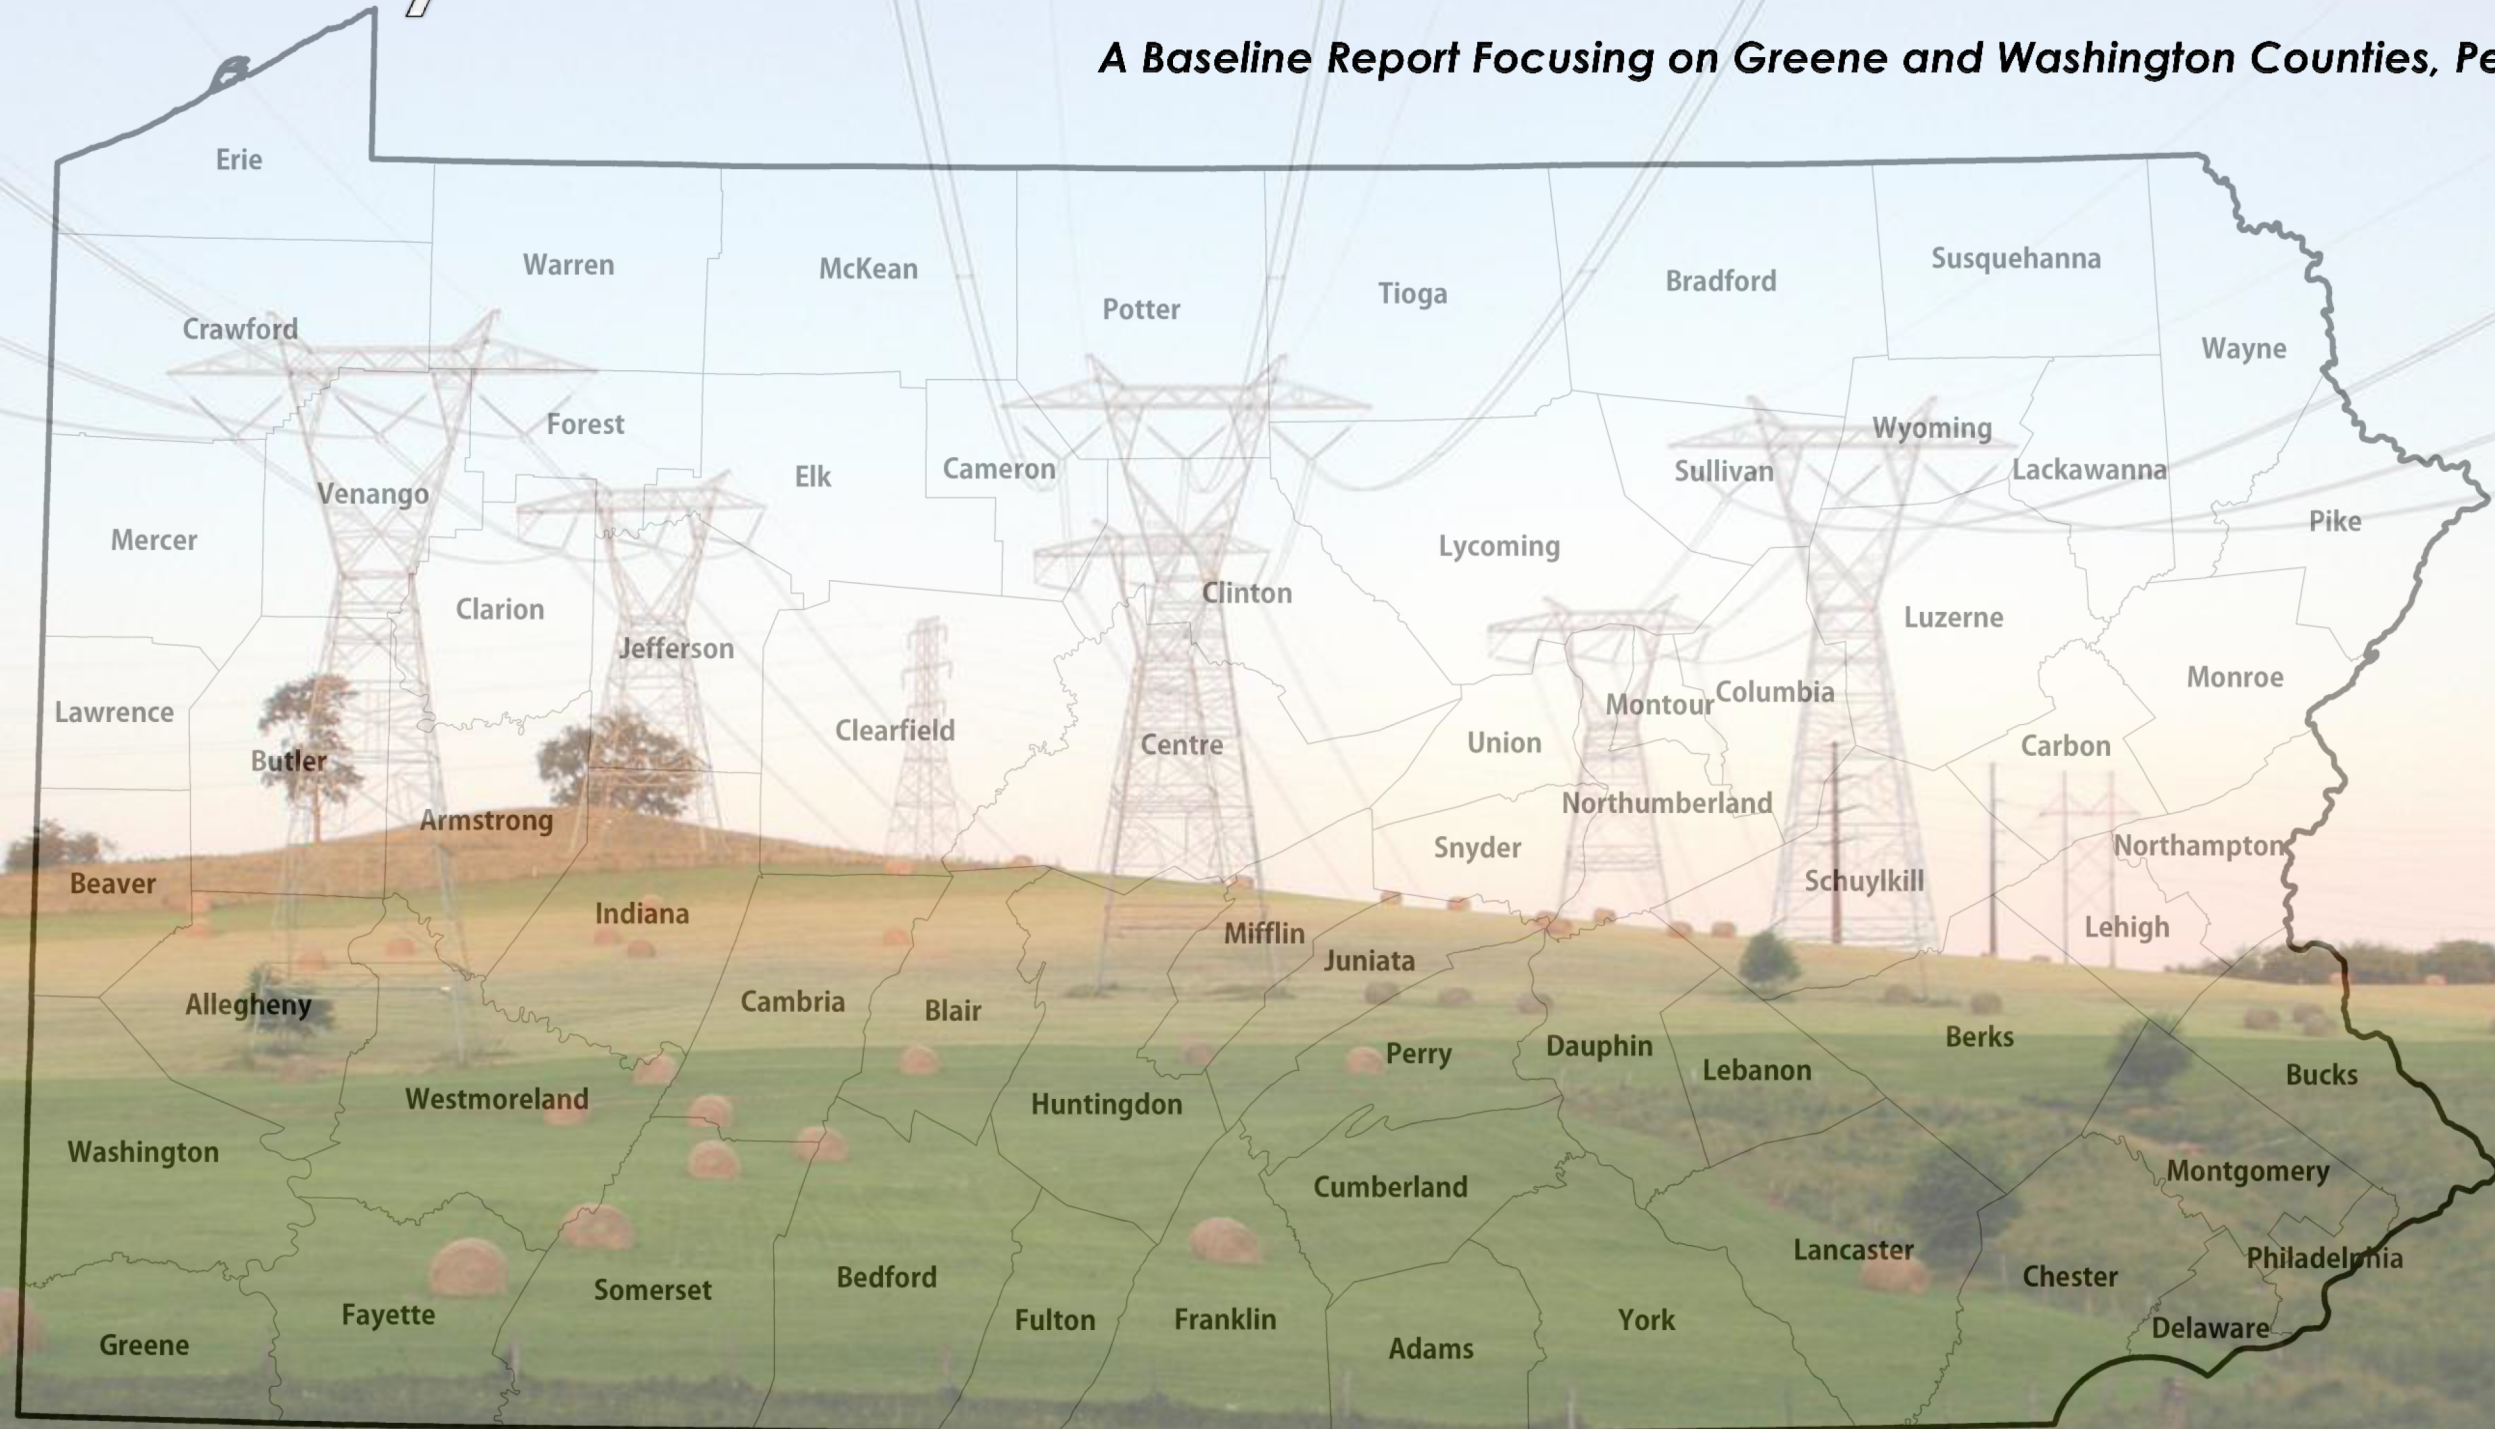 A Baseline Report Focusing on Greene and Washington Counties, Pe
Erie
Warren
McKean
Potter
Tioga
Bradford
Susquehanna
Wayne
Crawford
Forest
Elk
Cameron
Sullivan
Wyoming
Lackawanna
Pike
Mercer
Venango
Clarion
Jefferson
Clinton
Lycoming
Luzerne
Monroe
Lawrence
Butler
Clearfield
Centre
Union
Montour
Columbia
Carbon
Armstrong
Snyder
Northumberland
Northampton
Beaver
Indiana
Mifflin
Juniata
Schuylkill
Lehigh
Allegheny
Cambria
Blair
Perry
Dauphin
Lebanon
Berks
Bucks
Westmoreland
Huntingdon
Washington
Cumberland
Montgomery
Lancaster
Philadelphia
Somerset
Bedford
Chester
Greene
Fayette
Fulton
Franklin
Adams
York
Delaware